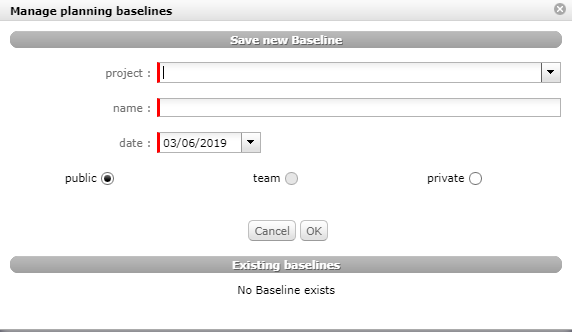 Manage planning baselines
Save new Baseline
project :
name :
date : 03/06/2019
public team private
Cancel OK
Existing baselines
No Baseline exists